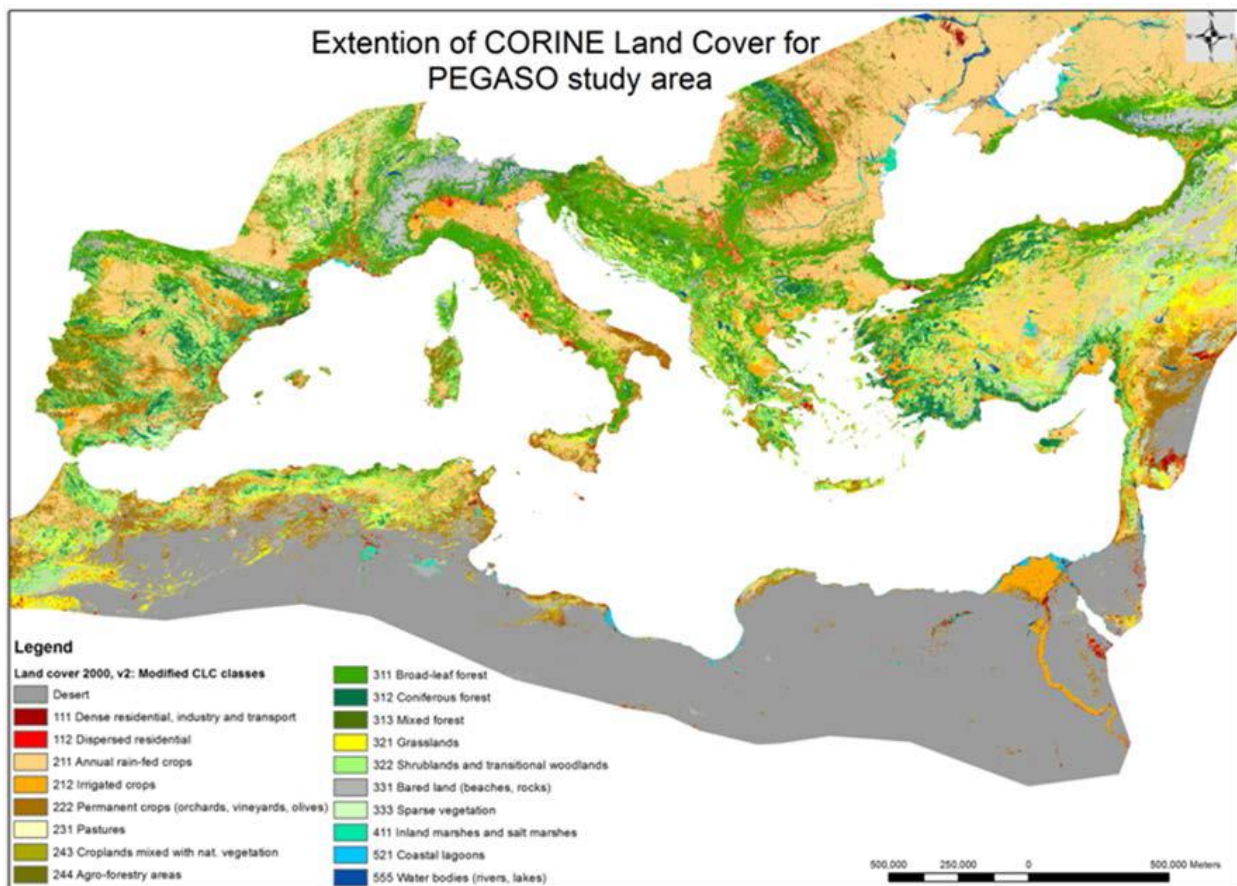 Extention of CORINE Land Cover for
PEGASO study area
Legend
Land cover 2000, v2: Modified CLC classes
Desert
111 Dense residential, industry and transport
112 Dispersed residential
211 Annual rain-fed crops
212 Irrigated crops
222 Permanent crops (orchards, vineyards, olives)
231 Pastures
243 Croplands mixed with nat. vegetation
244 Agro-forestry areas
311 Broad-leaf forest
312 Coniferous forest
313 Mixed forest
321 Grasslands
322 Shrublands and transitional woodlands
331 Bared land (beaches, rocks)
333 Sparse vegetation
411 Inland marshes and salt marshes
521 Coastal lagoons
555 Water bodies (rivers, lakes)
500.000 250.000 0 500.000 Meters